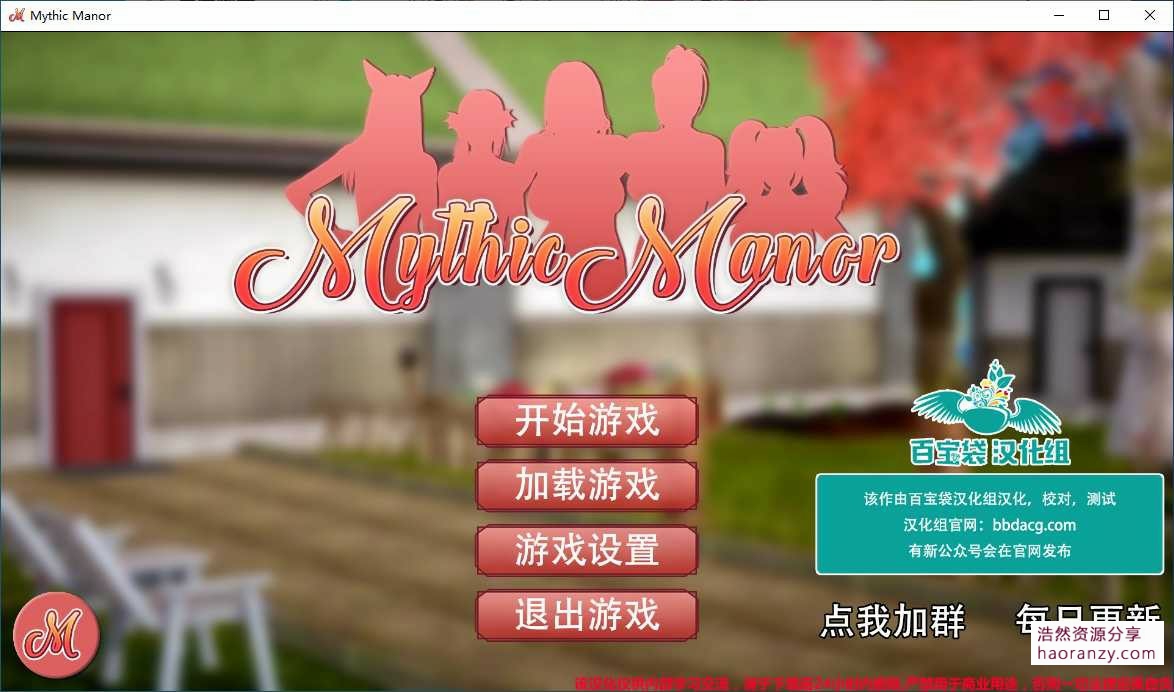 Mythic Manor
Mythic Manor
开始游戏
加载游戏
游戏设置
退出游戏
百宝袋汉化组
该作由百宝袋汉化组汉化，校对，测试
汉化组官网：bbdacg.com
有新公众号会在官网发布
点我加群
每日更新
浩然资源分享
haoranzy.com
M